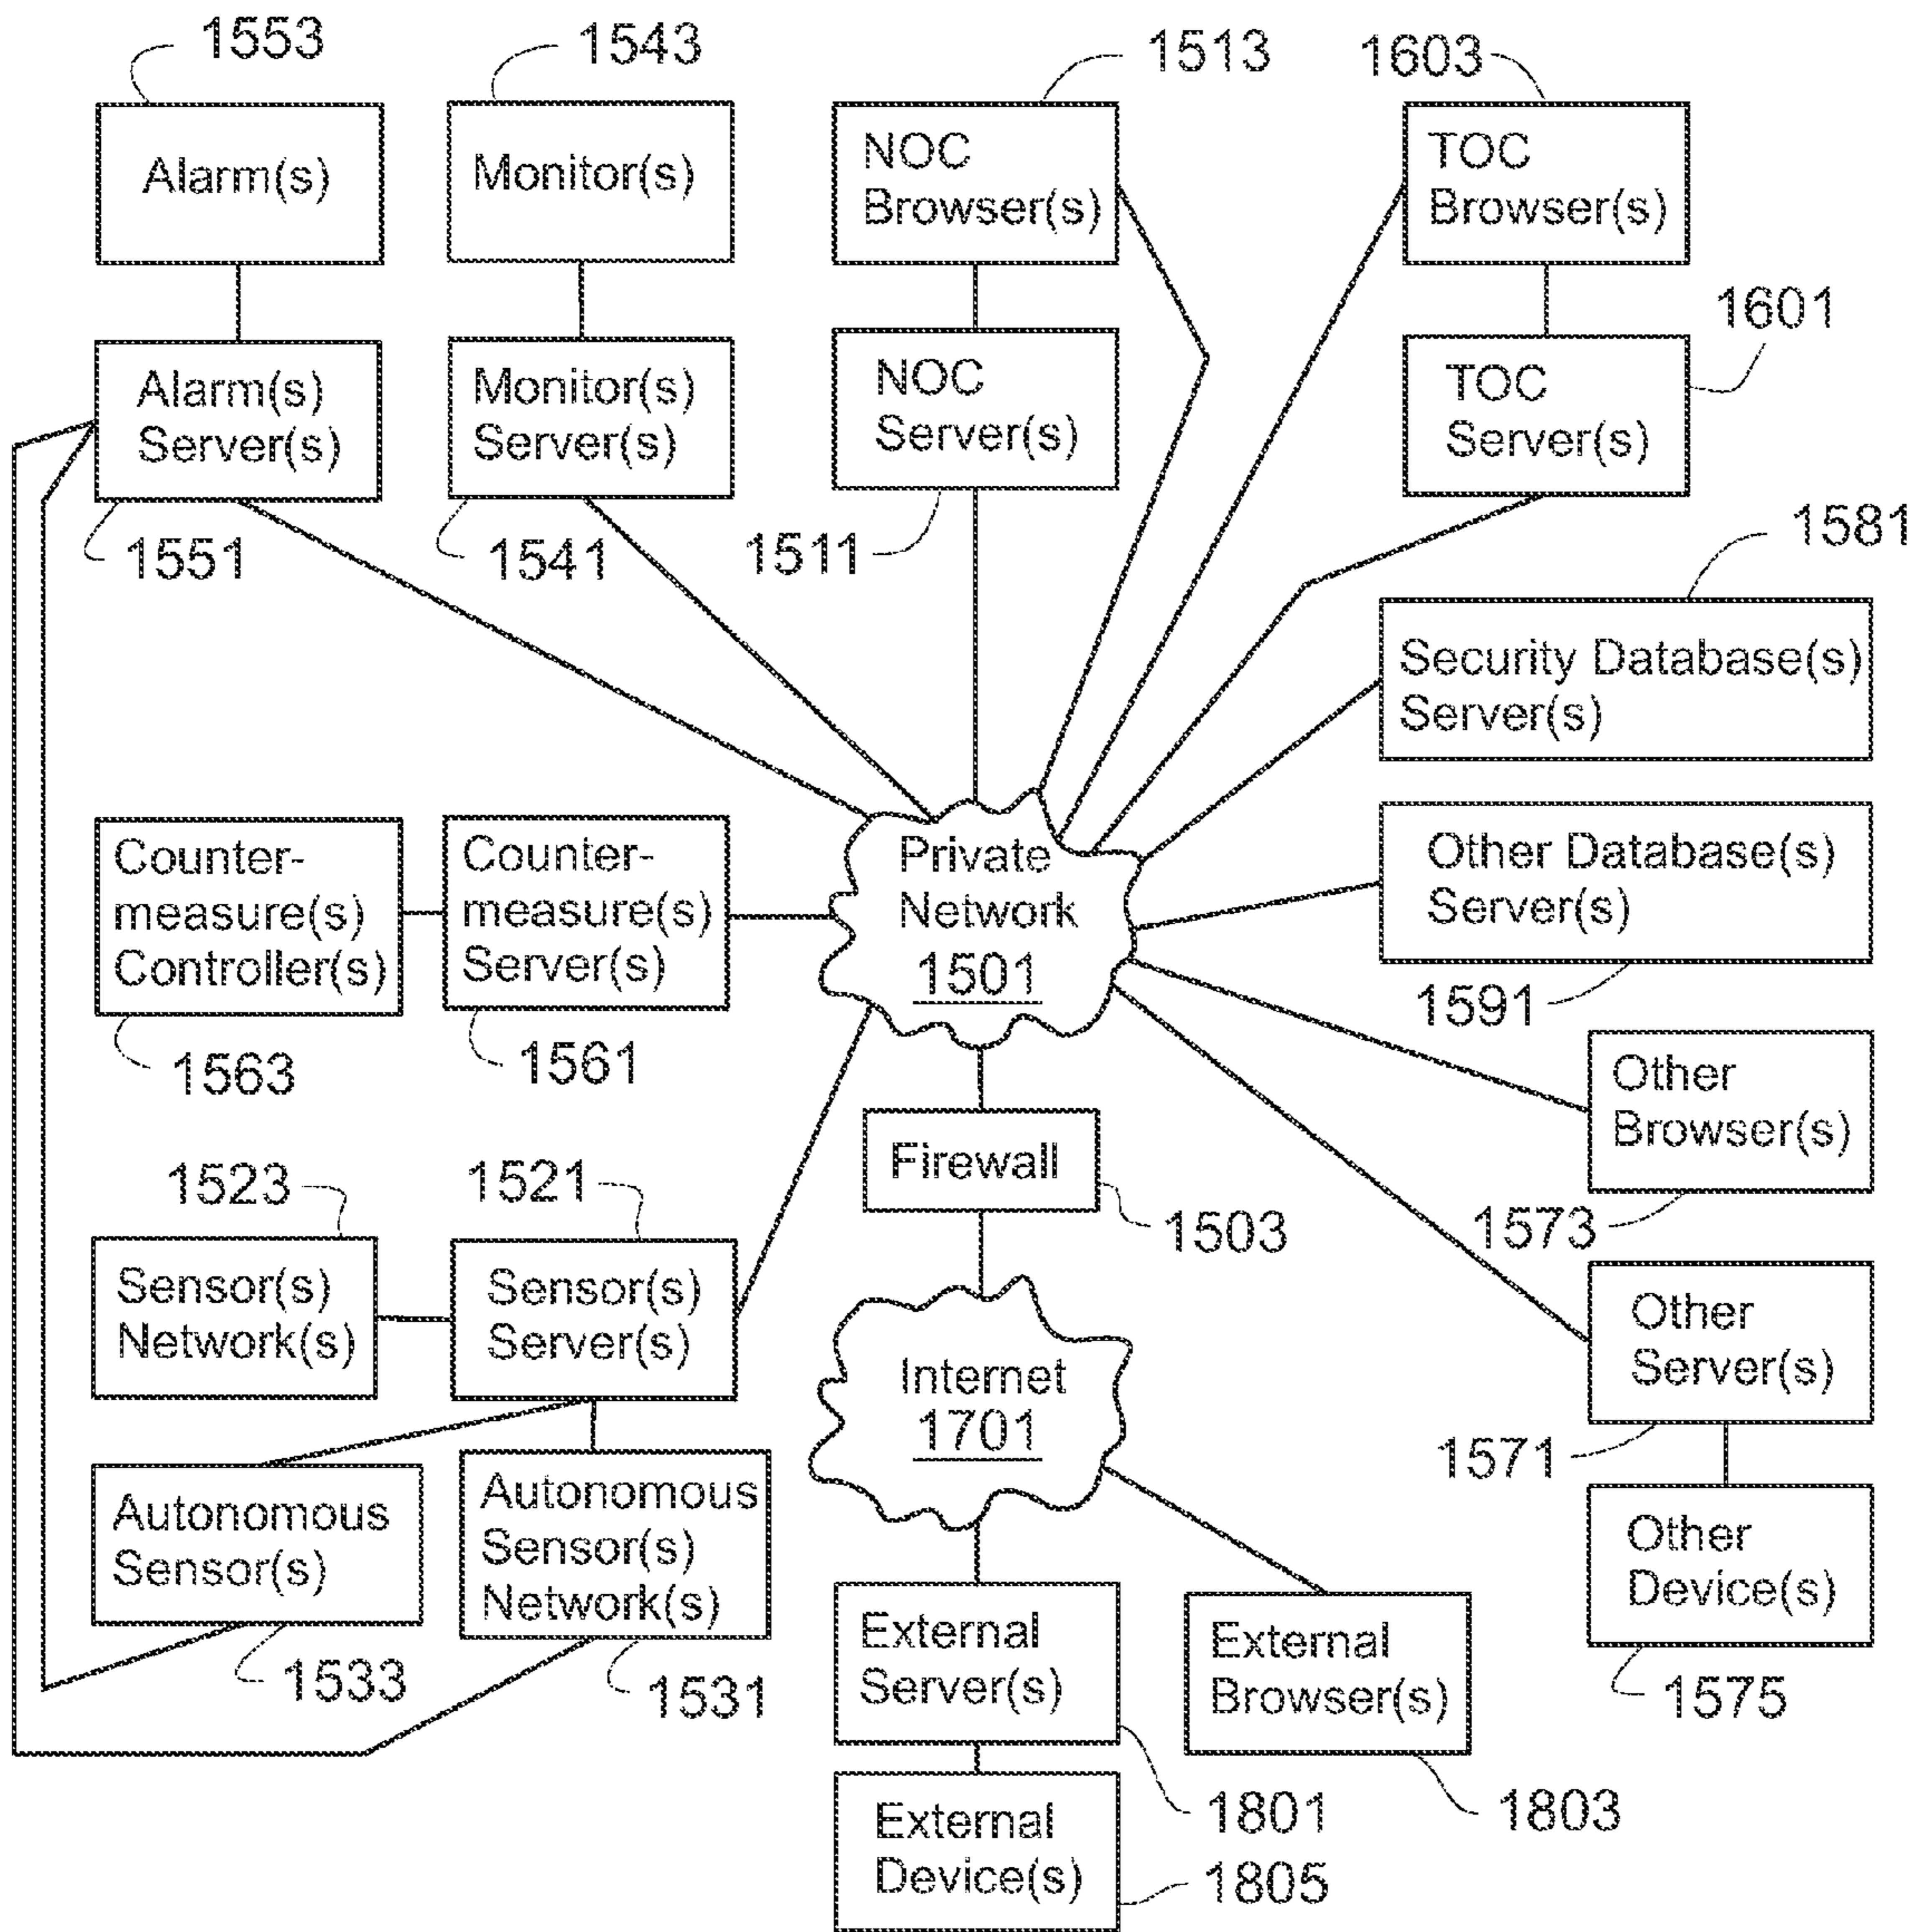 1553
1543
1513
1603
Alarm(s)
Monitor(s)
NOC
Browser(s)
TOC
Browser(s)
1601
Alarm(s)
Server(s)
Monitor(s)
Server(s)
NOC
Server(s)
TOC
Server(s)
1551
1541
1511
1581
Security Database(s)
Server(s)
Counter-
measure(s)
Controller(s)
Counter-
measure(s)
Server(s)
Private
Network
1501
Other Database(s)
Server(s)
1591
1563
1561
Other
Browser(s)
Firewall
1523
1521
1503
1573
Sensor(s)
Network(s)
Sensor(s)
Server(s)
Other
Server(s)
Internet
1701
1571
Autonomous
Sensor(s)
Autonomous
Sensor(s)
Network(s)
Other
Device(s)
External
Server(s)
External
Browser(s)
1533
1531
1575
1801
1803
External
Device(s)
1805